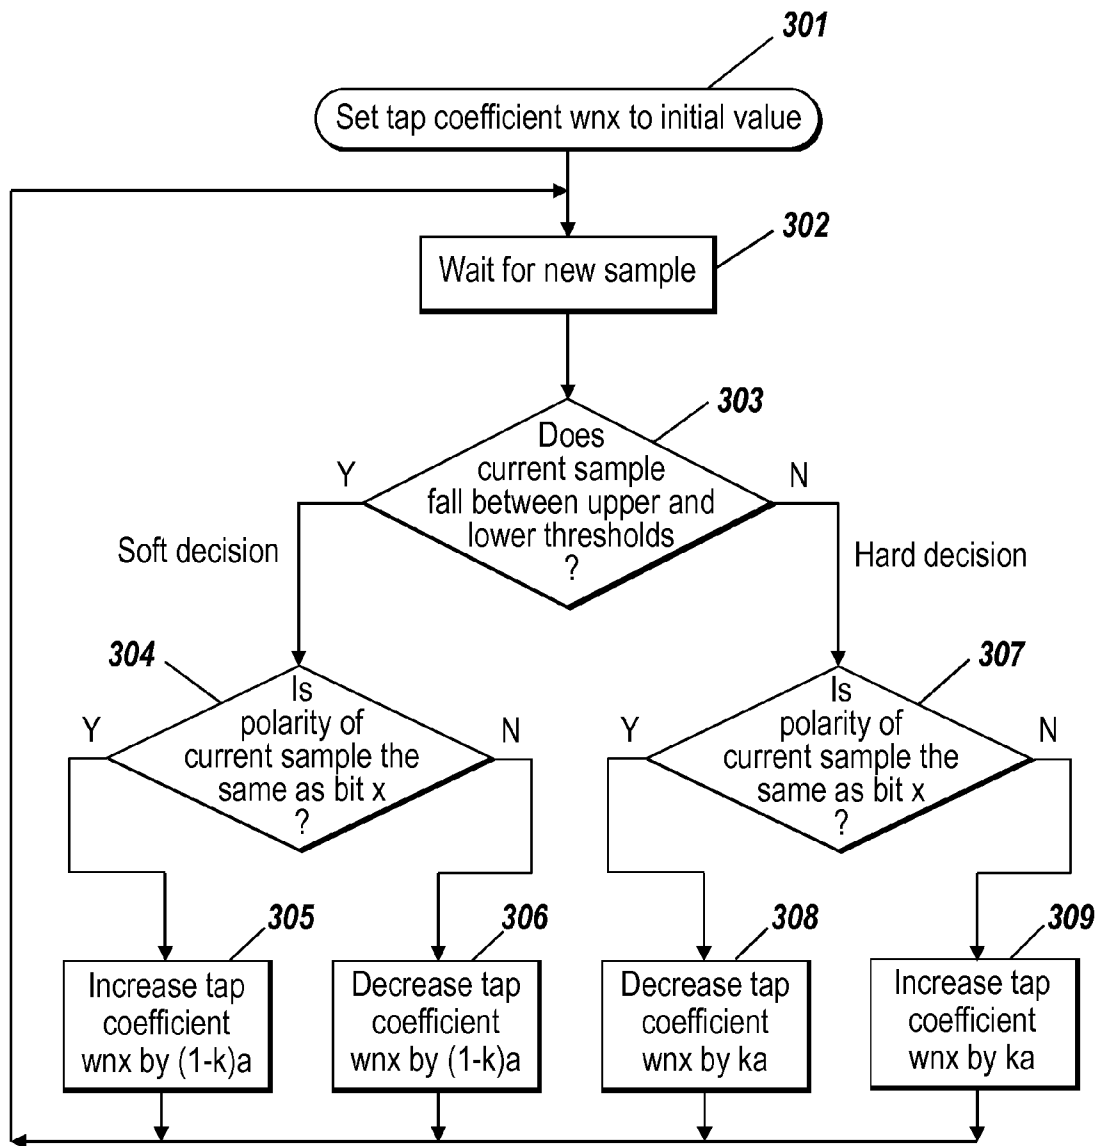 301
Set tap coefficient wnx to initial value
302
Wait for new sample
303
Does
current sample
fall between upper and
lower thresholds
?
Y
N
Soft decision
Hard decision
304
Is
polarity of
current sample the
same as bit x
?
Y
N
307
Is
polarity of
current sample the
same as bit x
?
Y
N
305
Increase tap
coefficient
wnx by (1-k)a
306
Decrease tap
coefficient
wnx by (1-k)a
308
Decrease tap
coefficient
wnx by ka
309
Increase tap
coefficient
wnx by ka